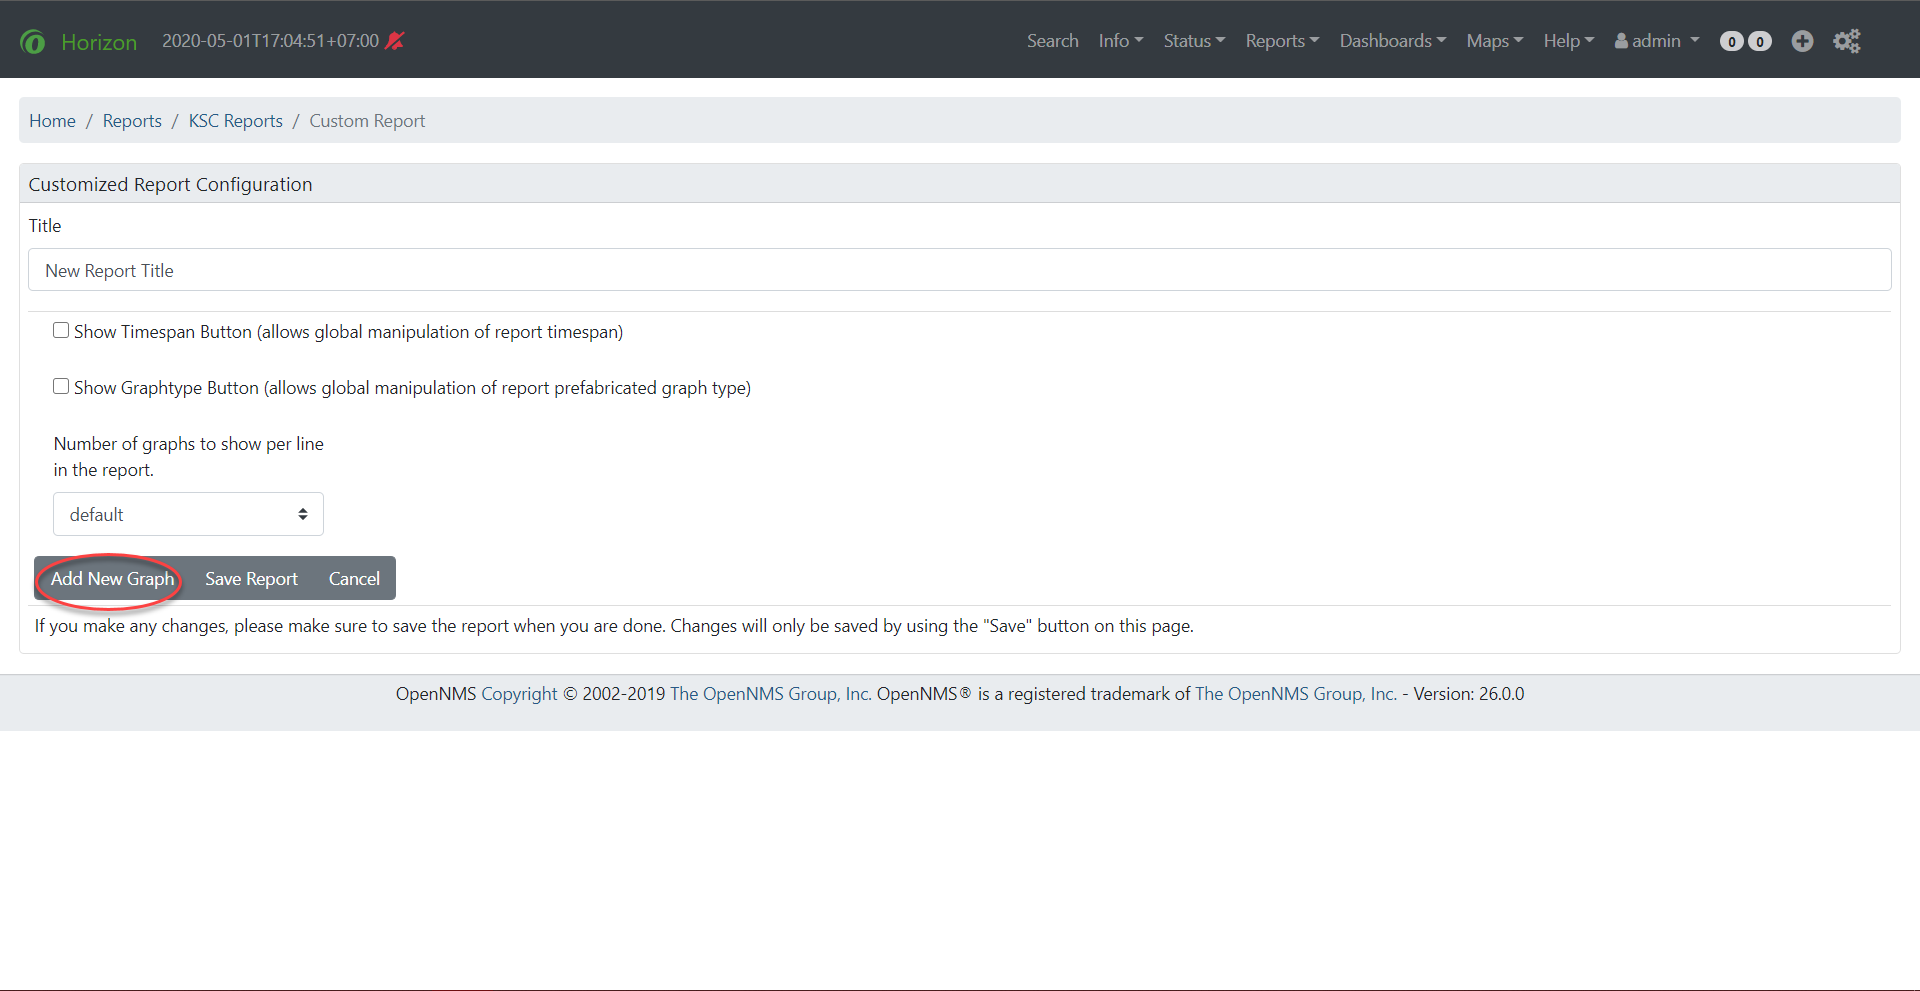 Horizon 2020-05-01T17:04:51+07:00 Search Info Status Reports Dashboards Maps Help admin 0 0
Home / Reports / KSC Reports / Custom Report
Customized Report Configuration
Title
New Report Title
Show Timespan Button (allows global manipulation of report timespan)
Show Graphtype Button (allows global manipulation of report prefabricated graph type)
Number of graphs to show per line
in the report.
default
Add New Graph Save Report Cancel
If you make any changes, please make sure to save the report when you are done. Changes will only be saved by using the "Save" button on this page.
OpenNMS Copyright © 2002-2019 The OpenNMS Group, Inc. OpenNMS® is a registered trademark of The OpenNMS Group, Inc. - Version: 26.0.0